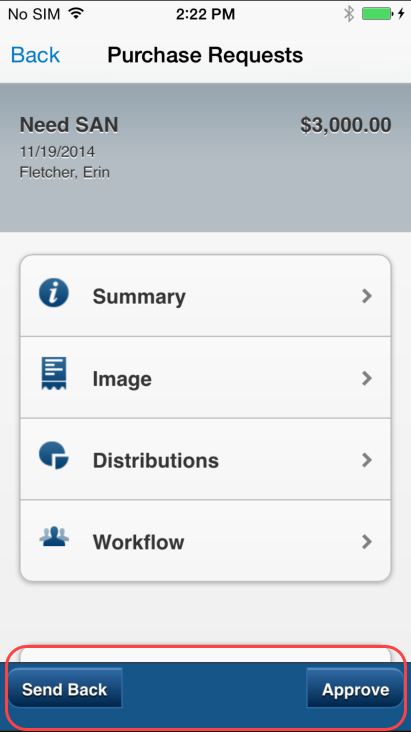 No SIM 2:22 PM
Back Purchase Requests
Need SAN $3,000.00
11/19/2014
Fletcher, Erin
Summary
Image
Distributions
Workflow
Send Back Approve